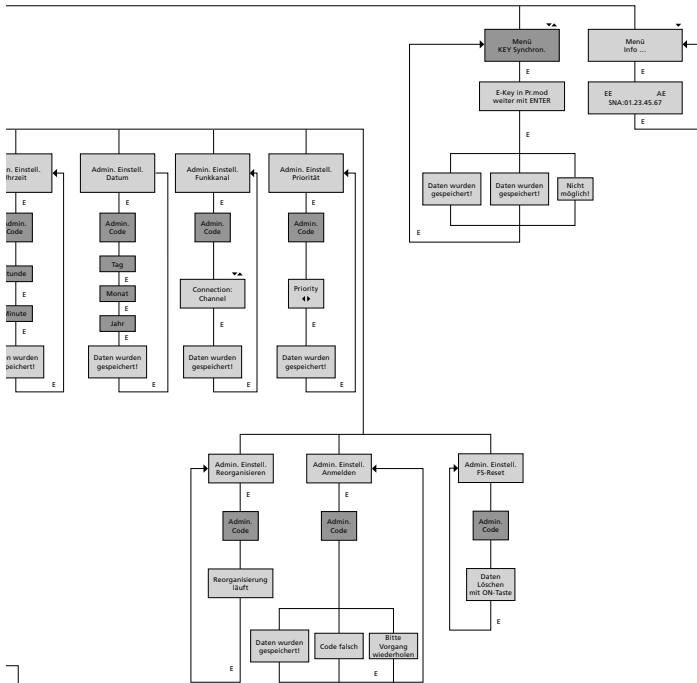 Menü
KEY Synchron.
Menü
Info ...
E
E
E-Key in Pr.mod
weiter mit ENTER
EE AE
SNA:01.23.45.67
E
E
Daten wurden
gespeichert!
Daten wurden
gespeichert!
Nicht
möglich!
E
Einstell.
Admin. Einstell.
Datum
Admin. Einstell.
Funkkanal
Admin. Einstell.
Priorität
E
E
E
E
Code
Admin.
Code
Admin.
Code
Admin.
Code
E
Tag
E
Monat
E
Jahr
E
Connection:
Channel
Priority
E
E
E
E
wurden
Daten wurden
gespeichert!
Daten wurden
gespeichert!
Daten wurden
gespeichert!
E
E
E
E
Admin. Einstell.
Reorganisieren
Admin. Einstell.
Anmelden
Admin. Einstell.
FS-Reset
E
E
Admin.
Code
Admin.
Code
Admin.
Code
Reorganisierung
läuft
Daten
Löschen
mit ON-Taste
E
Daten wurden
gespeichert!
Code falsch
Bitte
Vorgang
wiederholen
E
E